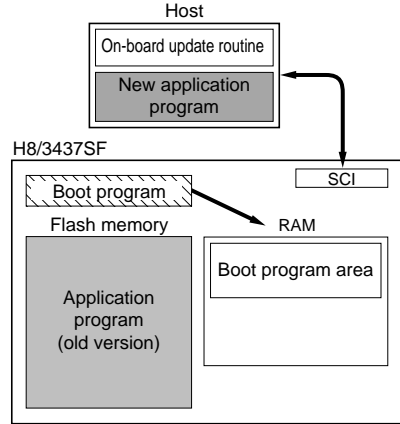 Host
On-board update routine
New application
program
H8/3437SF
SCI
Boot program
Flash memory
RAM
Boot program area
Application
program
(old version)